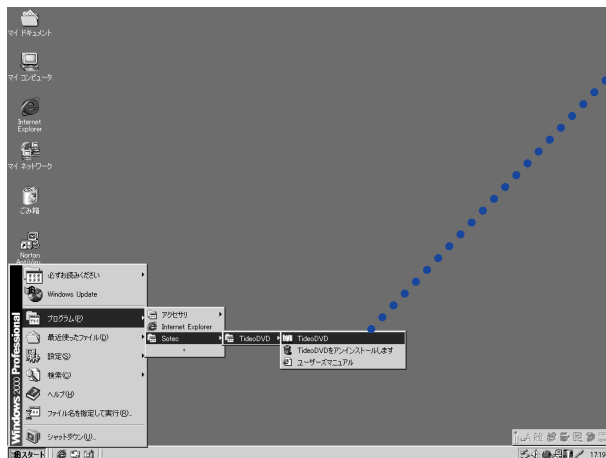 マイ ドキュメント
マイ コンピュータ
Internet
Explorer
マイ ネットワーク
ごみ箱
Norton
AntiVirus
必ずお読みください
Windows Update
プログラム(P)
最近使ったファイル(D)
設定(S)
検索(C)
ヘルプ(H)
ファイル名を指定して実行(R)...
シャットダウン(U)...
Windows 2000 Professional
アクセサリ
Internet Explorer
Sotec
TideoDVD
TideoDVD
TideoDVDをアンインストールします
ユーザーズマニュアル
スタート
A 般
17:19